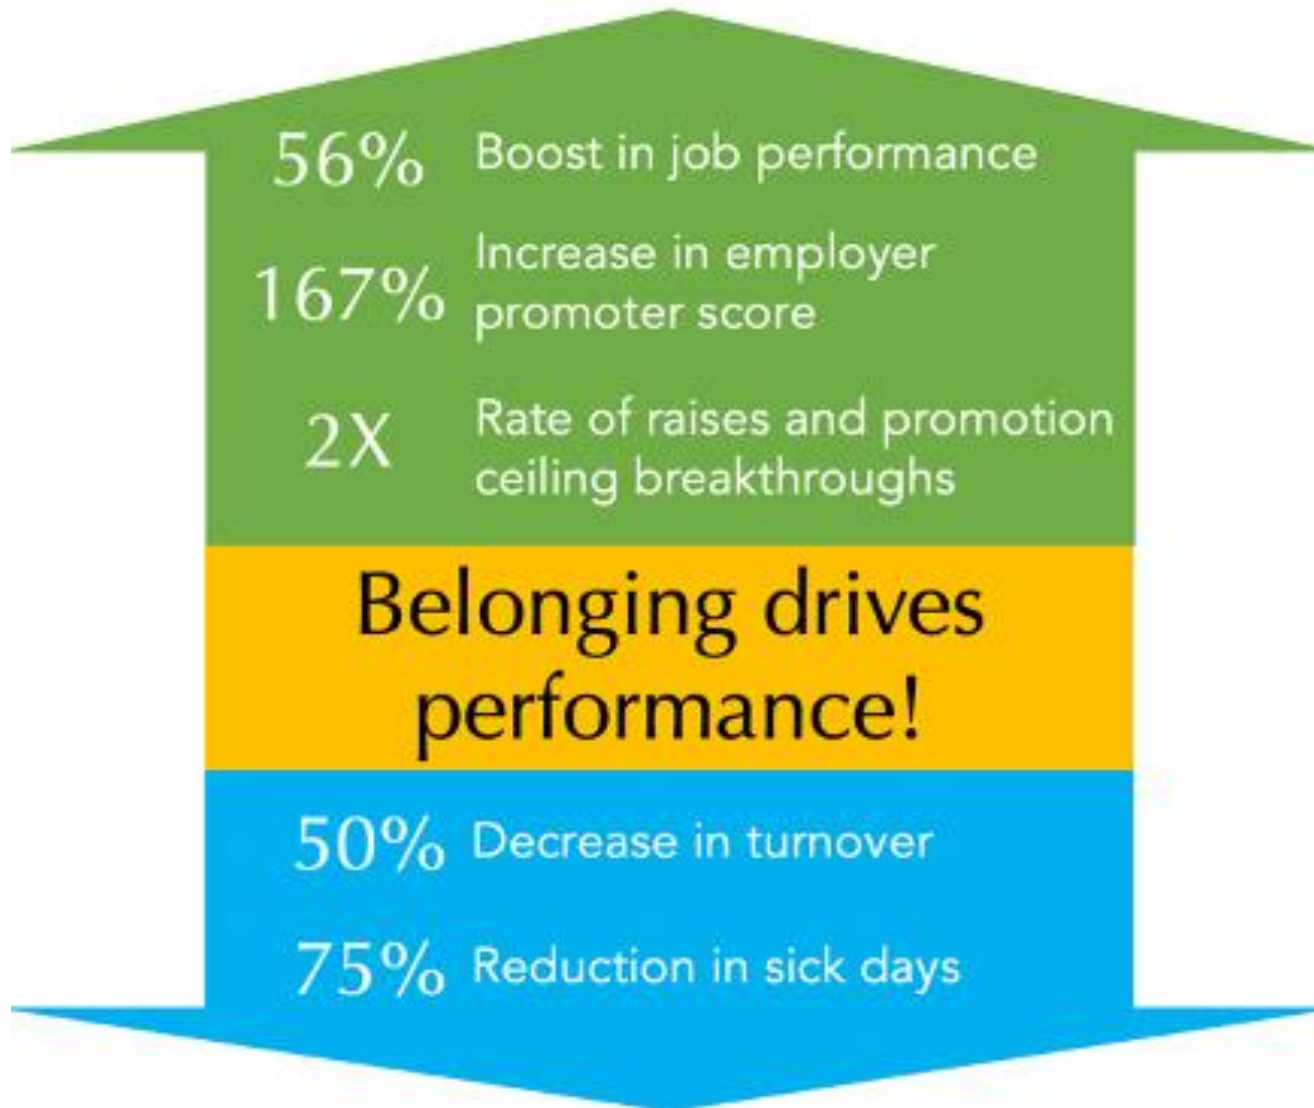 56% Boost in job performance
167% Increase in employer
promoter score
2X Rate of raises and promotion
ceiling breakthroughs
Belonging drives
performance!
50% Decrease in turnover
75% Reduction in sick days